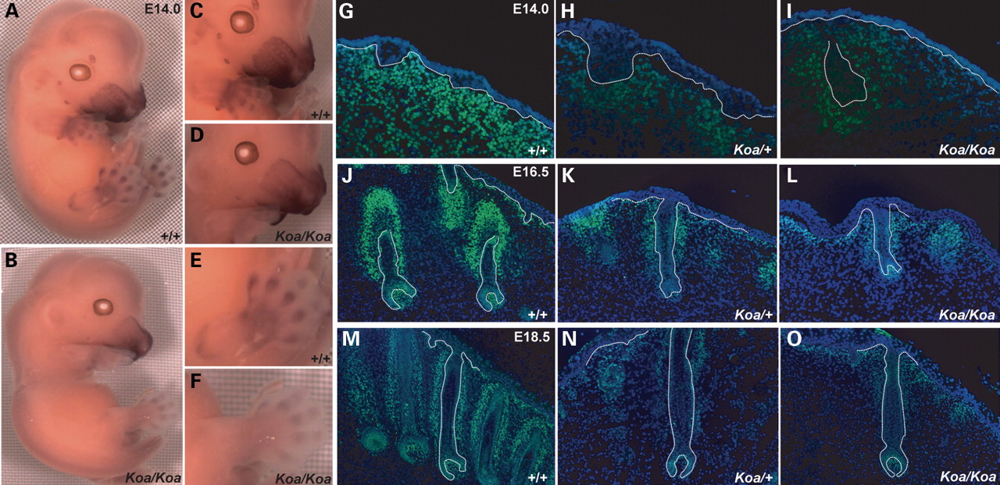 A
E14.0
+/+
B
Koa/Koa
C
+/+
D
Koa/Koa
E
+/+
F
Koa/Koa
G
E14.0
+/+
H
Koa/+
I
Koa/Koa
J
E16.5
+/+
K
Koa/+
L
Koa/Koa
M
E18.5
+/+
N
Koa/+
O
Koa/Koa